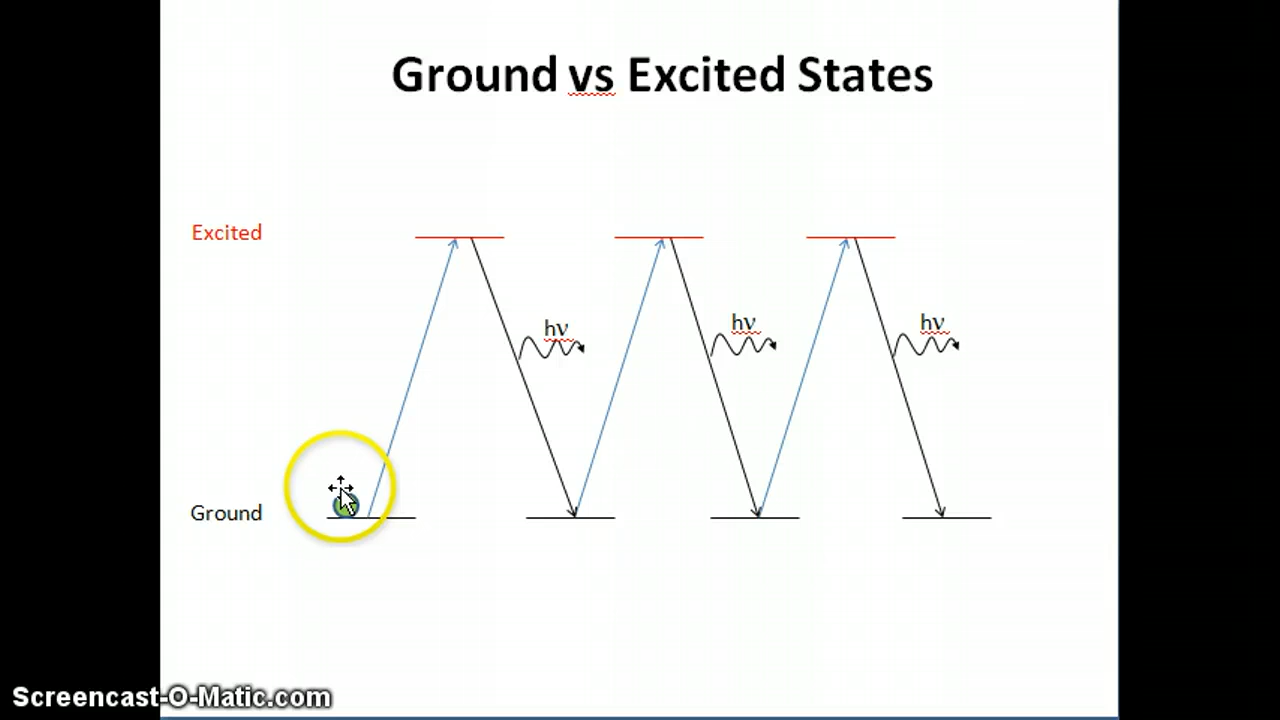 Ground vs Excited States
Excited
hν
hν
hν
Ground
Screencast-O-Matic.com